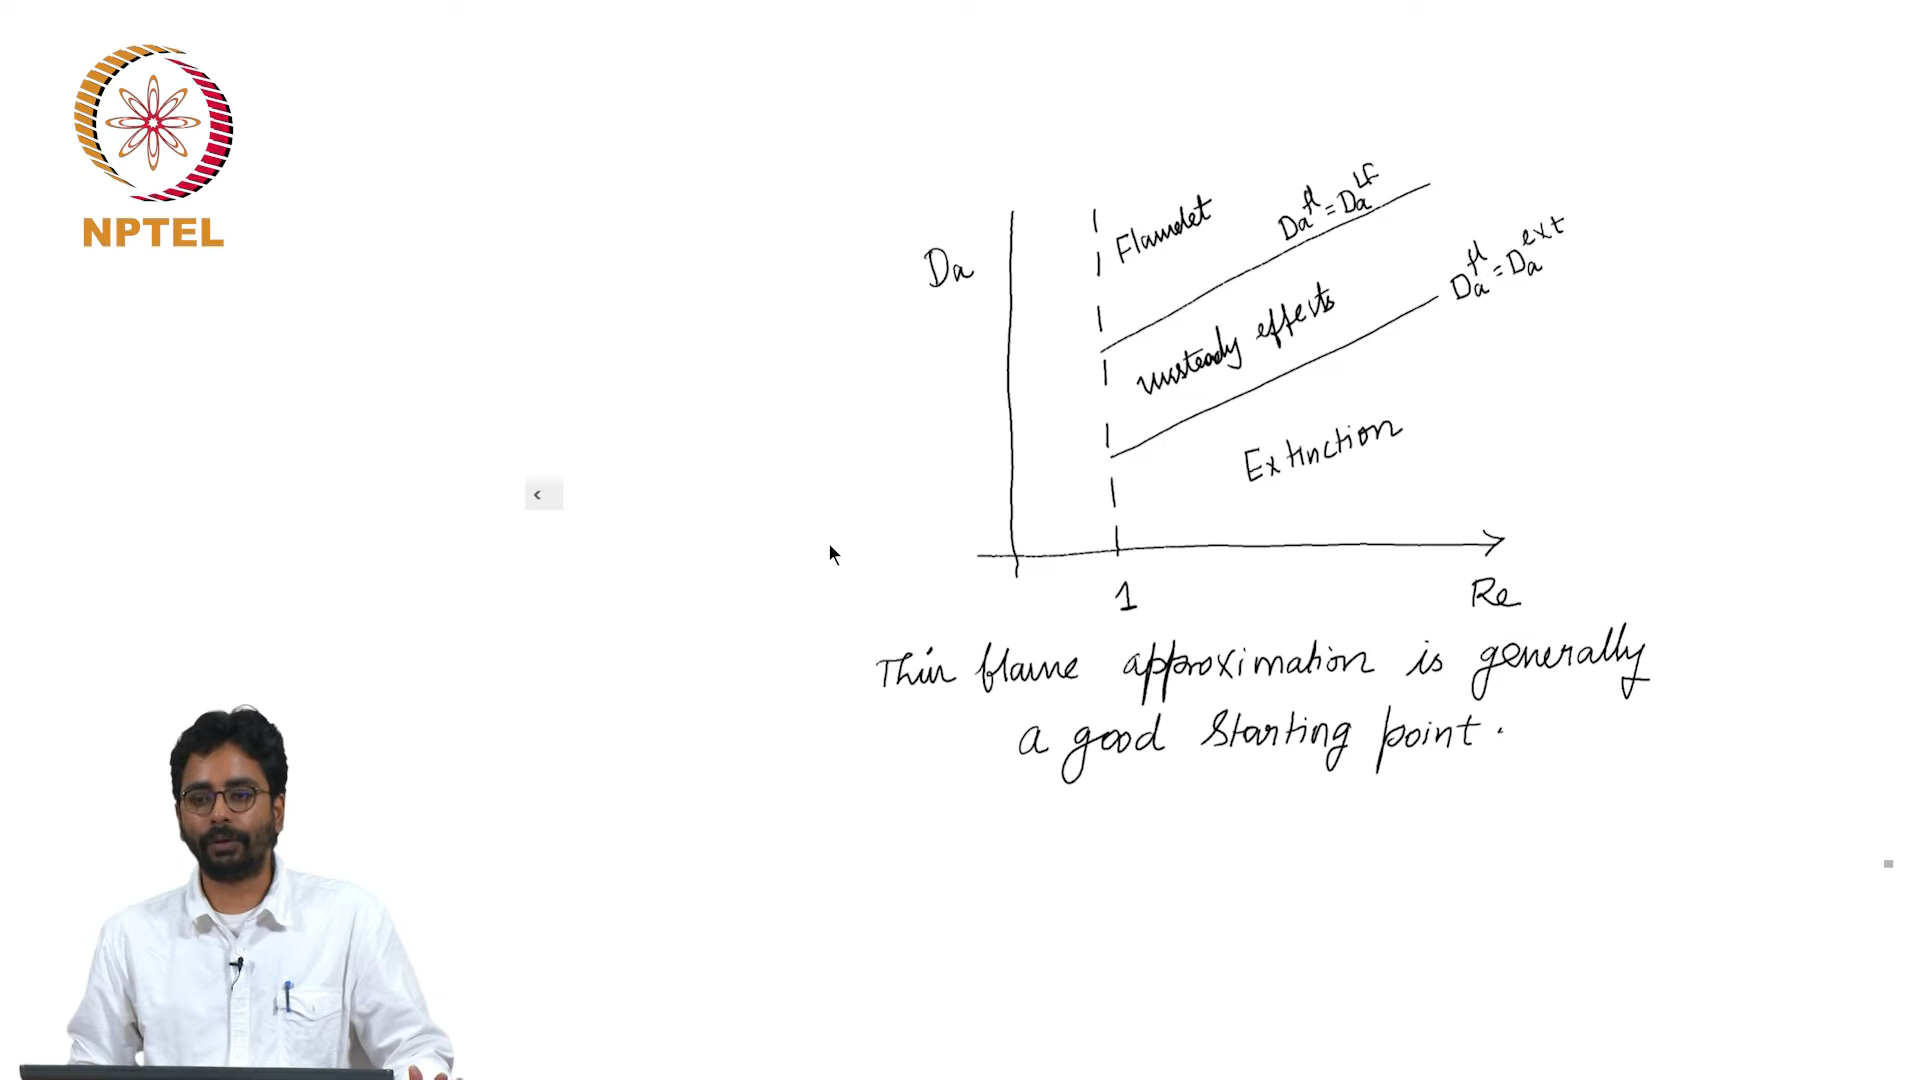 NPTEL
Da
Flamelet
Da^fl = Da^LF
unsteady effects
Da^fl = Da^ext
Extinction
1
Re
Thin flame approximation is generally
a good starting point.